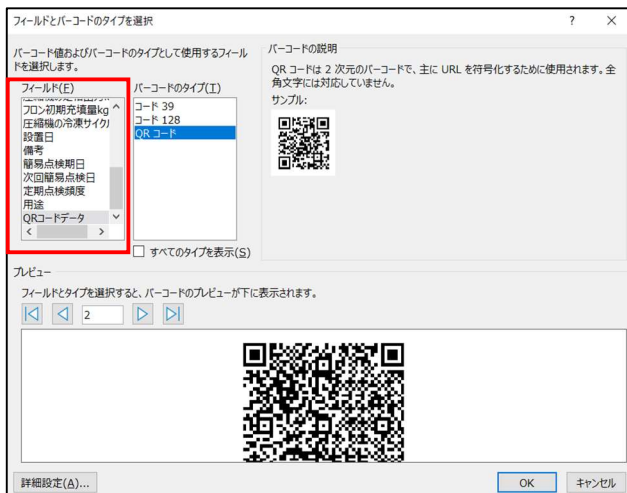 フィールドとバーコードのタイプを選択
?
×
バーコード値およびバーコードのタイプとして使用するフィール
ドを選択します。
フィールド(F)
フロン初期充填量kg
圧縮機の冷凍サイクル
設置日
備考
簡易点検期日
次回簡易点検日
定期点検頻度
用途
QRコードデータ
バーコードのタイプ(T)
コード 39
コード 128
QR コード
すべてのタイプを表示(S)
バーコードの説明
QR コードは 2 次元のバーコードで、主に URL を符号化するために使用されます。全
角文字には対応していません。
サンプル:
プレビュー
フィールドとタイプを選択すると、バーコードのプレビューが下に表示されます。
2
詳細設定(A)...
OK
キャンセル